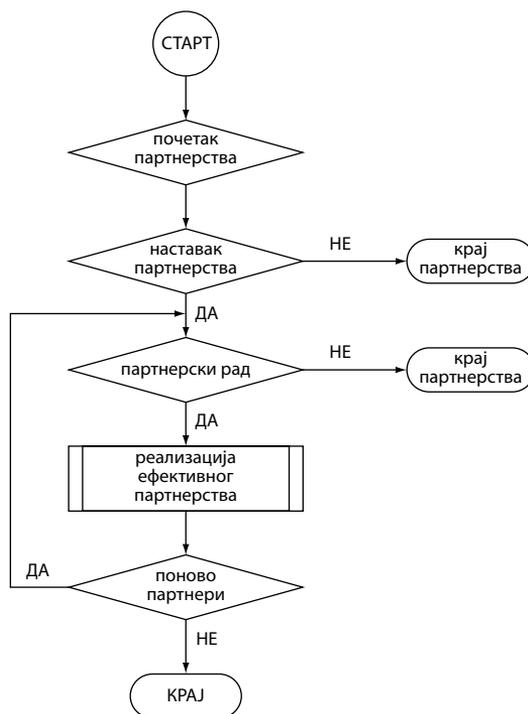 СТАРТ
почетак
партнерства
наставак
партнерства
НЕ
крај
партнерства
ДА
партнерски рад
НЕ
крај
партнерства
ДА
реализација
ефективног
партнерства
ДА
поново
партнери
НЕ
КРАЈ